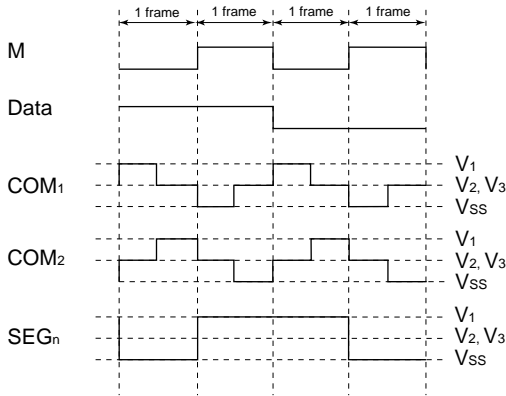 1 frame 1 frame 1 frame 1 frame
M
Data
COM1
V1
V2, V3
VSS
COM2
V1
V2, V3
VSS
SEGn
V1
V2, V3
VSS